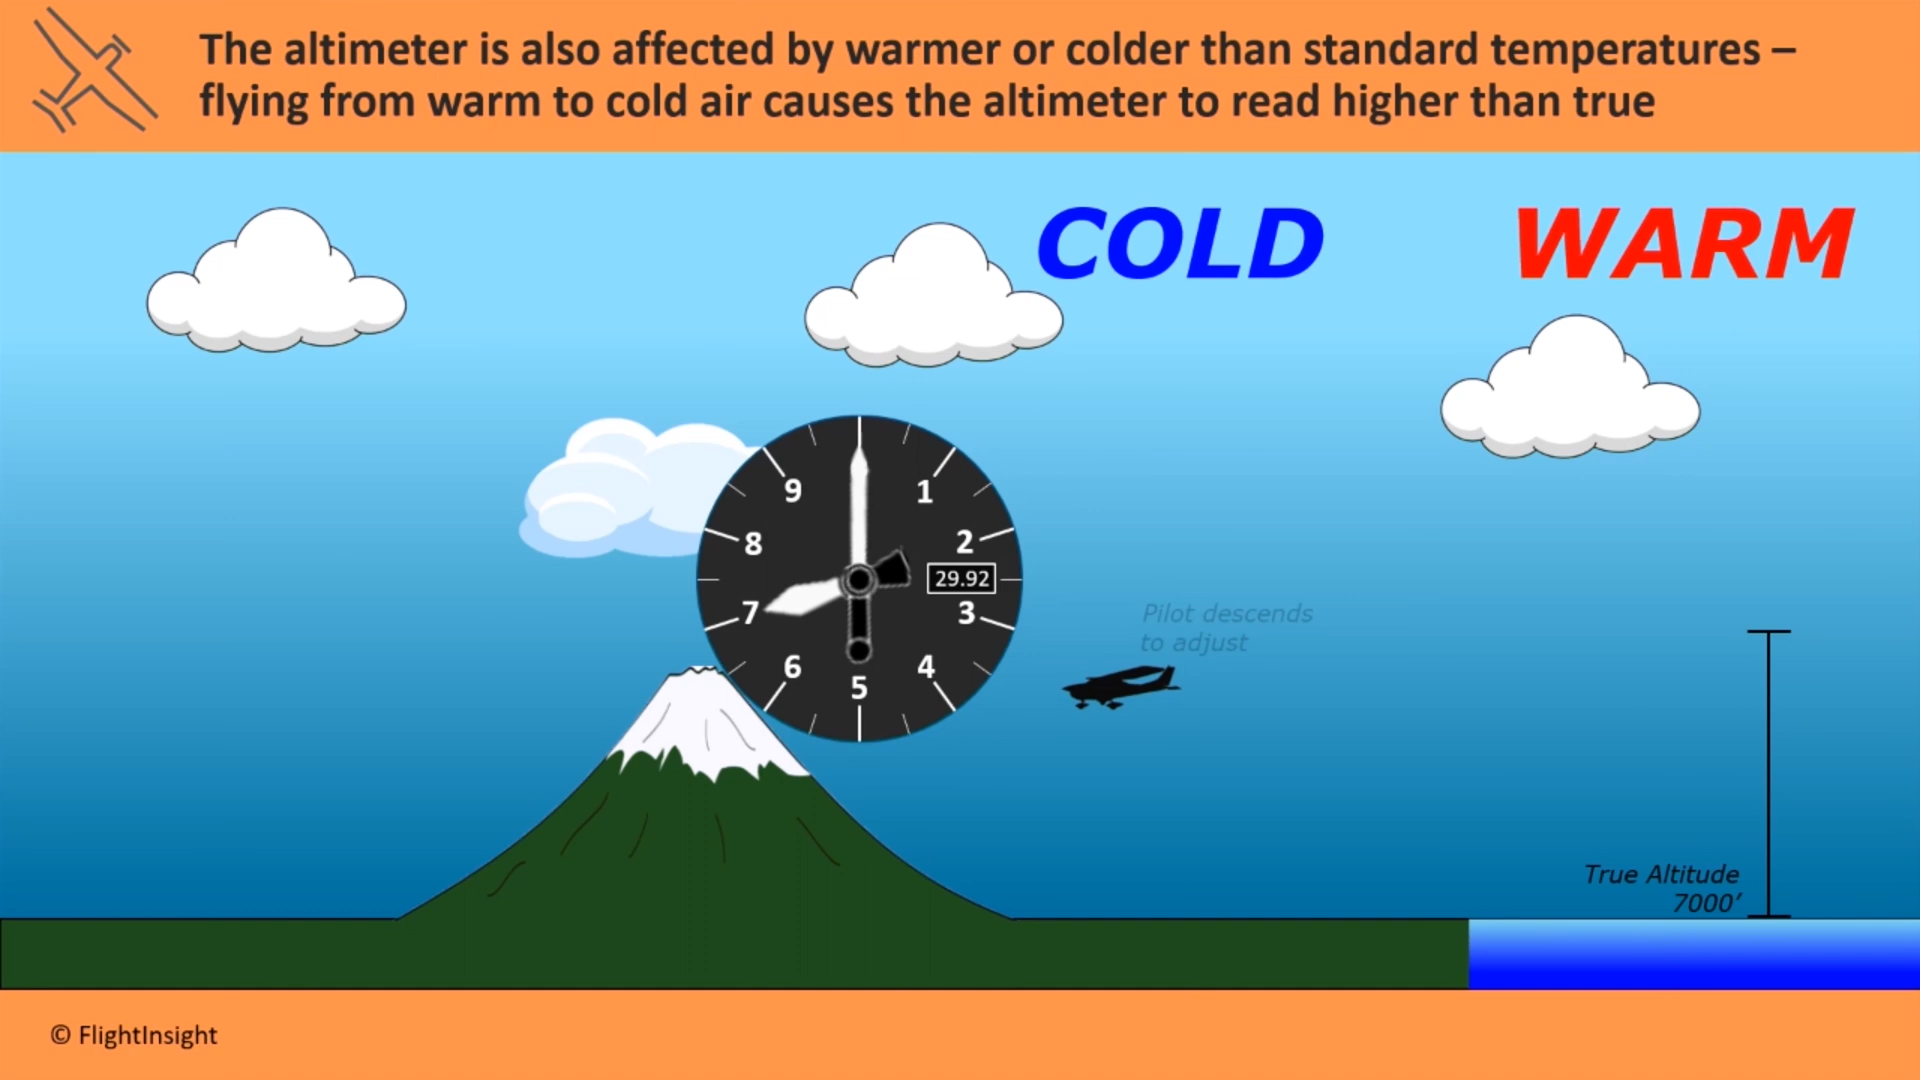 The altimeter is also affected by warmer or colder than standard temperatures –
flying from warm to cold air causes the altimeter to read higher than true
COLD WARM
9 1
8 2
29.92
7 3
6 4
5
Pilot descends
to adjust
True Altitude
7000’
© FlightInsight